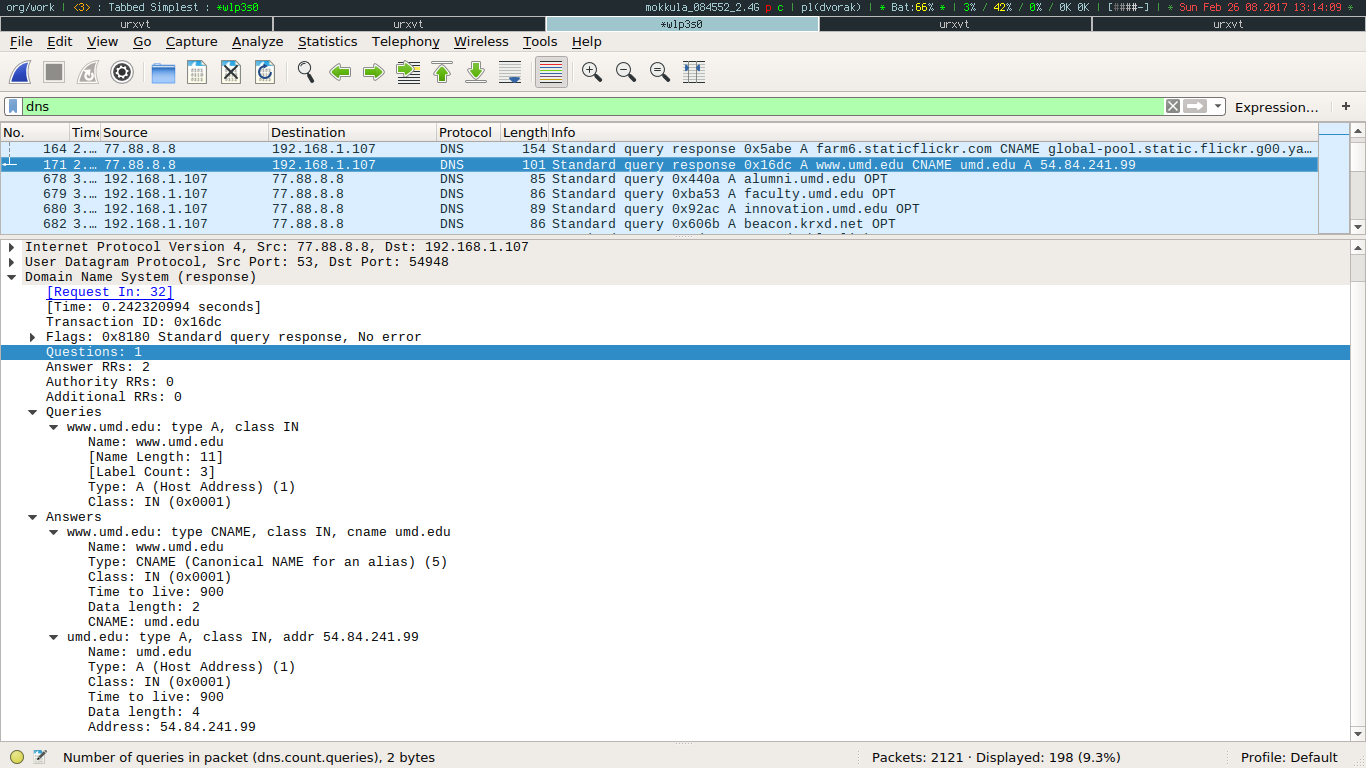 org/work | <3> : Tabbed Simplest : *wlp3s0 mokkula_084552_2.4G p c | pl(dvorak) | * Bat:66% * | 3% / 42% / 0% / 0K 0K | [####-] | * Sun Feb 26 08.2017 13:14:09 *
urxvt urxvt *wlp3s0 urxvt urxvt
File Edit View Go Capture Analyze Statistics Telephony Wireless Tools Help
dns Expression... +
No. Time Source Destination Protocol Length Info
164 2.… 77.88.8.8 192.168.1.107 DNS 154 Standard query response 0x5abe A farm6.staticflickr.com CNAME global-pool.static.flickr.g00.ya…
171 2.… 77.88.8.8 192.168.1.107 DNS 101 Standard query response 0x16dc A www.umd.edu CNAME umd.edu A 54.84.241.99
678 3.… 192.168.1.107 77.88.8.8 DNS 85 Standard query 0x440a A alumni.umd.edu OPT
679 3.… 192.168.1.107 77.88.8.8 DNS 86 Standard query 0xba53 A faculty.umd.edu OPT
680 3.… 192.168.1.107 77.88.8.8 DNS 89 Standard query 0x92ac A innovation.umd.edu OPT
682 3.… 192.168.1.107 77.88.8.8 DNS 86 Standard query 0x606b A beacon.krxd.net OPT
Internet Protocol Version 4, Src: 77.88.8.8, Dst: 192.168.1.107
User Datagram Protocol, Src Port: 53, Dst Port: 54948
Domain Name System (response)
[Request In: 32]
[Time: 0.242320994 seconds]
Transaction ID: 0x16dc
Flags: 0x8180 Standard query response, No error
Questions: 1
Answer RRs: 2
Authority RRs: 0
Additional RRs: 0
Queries
www.umd.edu: type A, class IN
Name: www.umd.edu
[Name Length: 11]
[Label Count: 3]
Type: A (Host Address) (1)
Class: IN (0x0001)
Answers
www.umd.edu: type CNAME, class IN, cname umd.edu
Name: www.umd.edu
Type: CNAME (Canonical NAME for an alias) (5)
Class: IN (0x0001)
Time to live: 900
Data length: 2
CNAME: umd.edu
umd.edu: type A, class IN, addr 54.84.241.99
Name: umd.edu
Type: A (Host Address) (1)
Class: IN (0x0001)
Time to live: 900
Data length: 4
Address: 54.84.241.99
Number of queries in packet (dns.count.queries), 2 bytes Packets: 2121 · Displayed: 198 (9.3%) Profile: Default